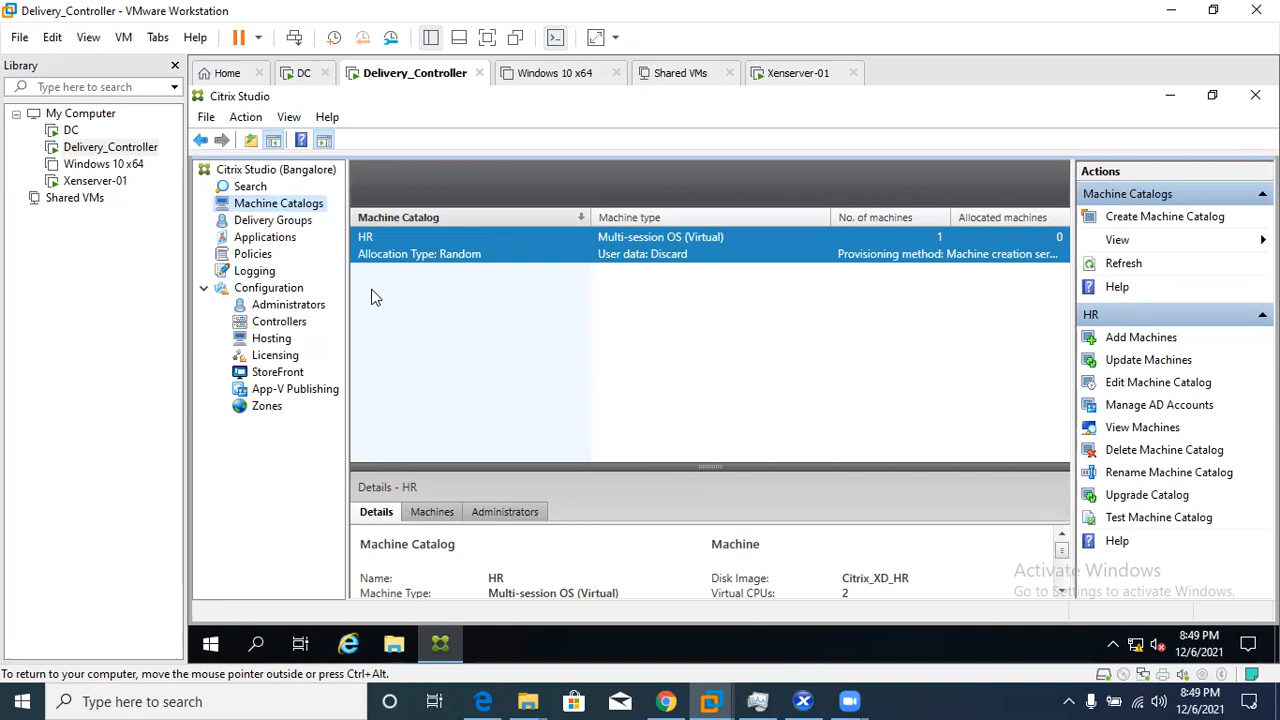 Delivery_Controller - VMware Workstation
File Edit View VM Tabs Help
Library
Type here to search
My Computer
DC
Delivery_Controller
Windows 10 x64
Xenserver-01
Shared VMs
Home DC Delivery_Controller Windows 10 x64 Shared VMs Xenserver-01
Citrix Studio
File Action View Help
Citrix Studio (Bangalore)
Search
Machine Catalogs
Delivery Groups
Applications
Policies
Logging
Configuration
Administrators
Controllers
Hosting
Licensing
StoreFront
App-V Publishing
Zones
Machine Catalog Machine type No. of machines Allocated machines
HR Multi-session OS (Virtual) 1 0
Allocation Type: Random User data: Discard Provisioning method: Machine creation ser...
Details - HR
Details Machines Administrators
Machine Catalog Machine
Name: HR Disk Image: Citrix_XD_HR
Machine Type: Multi-session OS (Virtual) Virtual CPUs: 2
Actions
Machine Catalogs
Create Machine Catalog
View
Refresh
Help
HR
Add Machines
Update Machines
Edit Machine Catalog
Manage AD Accounts
View Machines
Delete Machine Catalog
Rename Machine Catalog
Upgrade Catalog
Test Machine Catalog
Help
Activate Windows
Go to Settings to activate Windows.
8:49 PM
12/6/2021
To return to your computer, move the mouse pointer outside or press Ctrl+Alt.
Type here to search
8:49 PM
12/6/2021